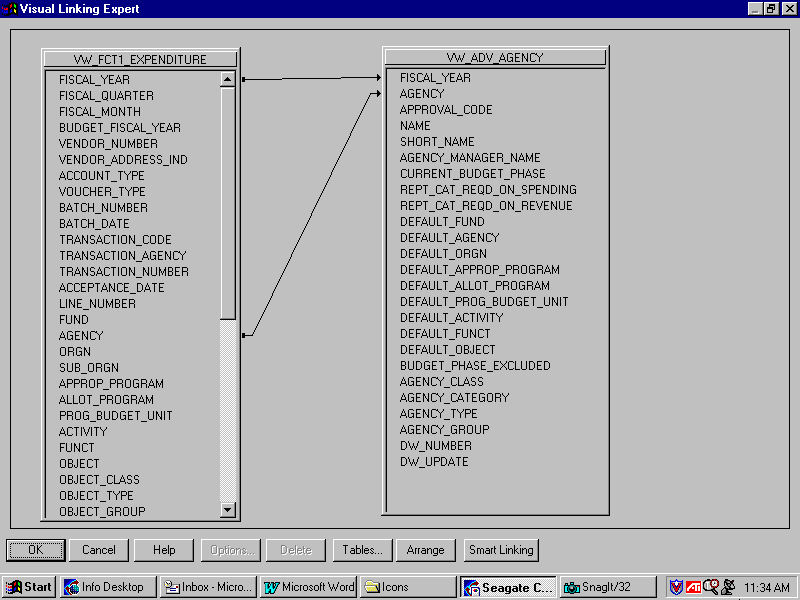 Visual Linking Expert
VW_FCT1_EXPENDITURE
FISCAL_YEAR
FISCAL_QUARTER
FISCAL_MONTH
BUDGET_FISCAL_YEAR
VENDOR_NUMBER
VENDOR_ADDRESS_IND
ACCOUNT_TYPE
VOUCHER_TYPE
BATCH_NUMBER
BATCH_DATE
TRANSACTION_CODE
TRANSACTION_AGENCY
TRANSACTION_NUMBER
ACCEPTANCE_DATE
LINE_NUMBER
FUND
AGENCY
ORGN
SUB_ORGN
APPROP_PROGRAM
ALLOT_PROGRAM
PROG_BUDGET_UNIT
ACTIVITY
FUNCT
OBJECT
OBJECT_CLASS
OBJECT_TYPE
OBJECT_GROUP
VW_ADV_AGENCY
FISCAL_YEAR
AGENCY
APPROVAL_CODE
NAME
SHORT_NAME
AGENCY_MANAGER_NAME
CURRENT_BUDGET_PHASE
REPT_CAT_REQD_ON_SPENDING
REPT_CAT_REQD_ON_REVENUE
DEFAULT_FUND
DEFAULT_AGENCY
DEFAULT_ORGN
DEFAULT_APPROP_PROGRAM
DEFAULT_ALLOT_PROGRAM
DEFAULT_PROG_BUDGET_UNIT
DEFAULT_ACTIVITY
DEFAULT_FUNCT
DEFAULT_OBJECT
BUDGET_PHASE_EXCLUDED
AGENCY_CLASS
AGENCY_CATEGORY
AGENCY_TYPE
AGENCY_GROUP
DW_NUMBER
DW_UPDATE
OK Cancel Help Options... Delete Tables... Arrange Smart Linking
Start Info Desktop Inbox - Micro... Microsoft Word Icons Seagate C... SnagIt/32 11:34 AM